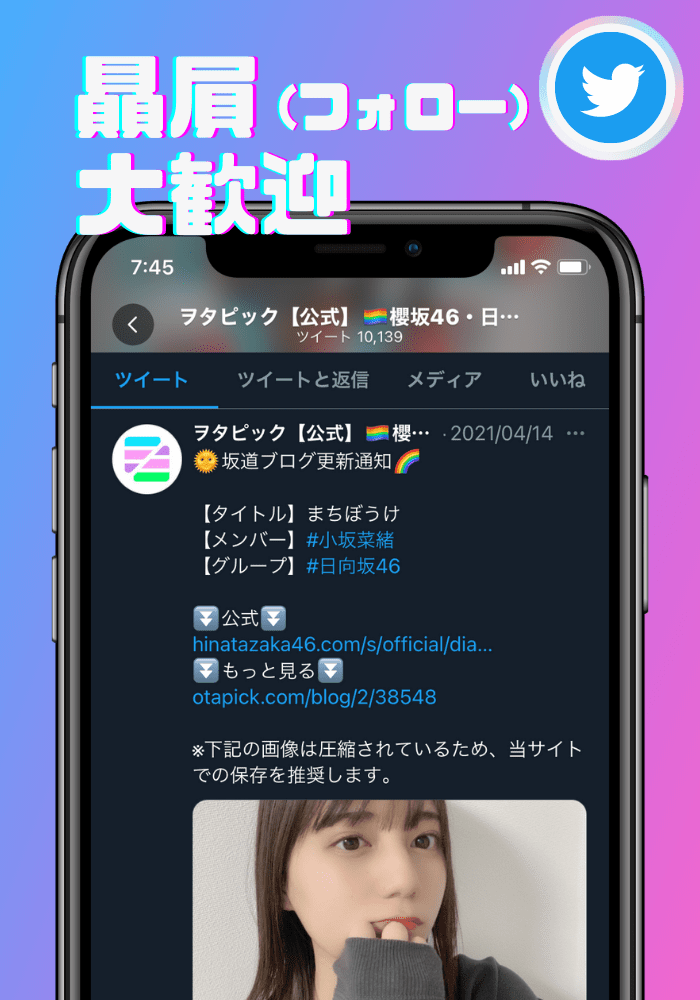 贔屓（フォロー）
大歓迎
7:45
ヲタピック【公式】🏳️‍🌈櫻坂46・日…
ツイート 10,139
ツイート ツイートと返信 メディア いいね
ヲタピック【公式】🏳️‍🌈櫻… · 2021/04/14 …
🌞坂道ブログ更新通知🌈
【タイトル】まちぼうけ
【メンバー】#小坂菜緒
【グループ】#日向坂46
⏬公式⏬
hinatazaka46.com/s/official/dia…
⏬もっと見る⏬
otapick.com/blog/2/38548
※下記の画像は圧縮されているため、当サイト
での保存を推奨します。